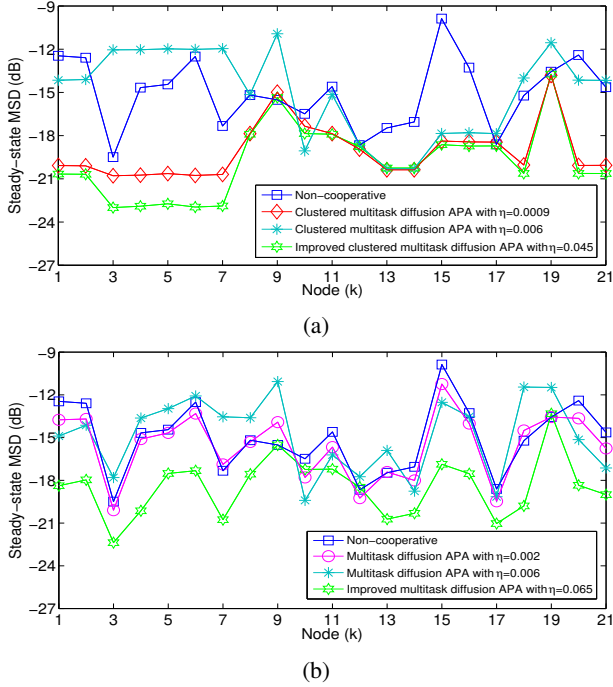 −9
−12
−15
−18
−21
−24
−27
Steady-state MSD (dB)
Non-cooperative
Clustered multitask diffusion APA with η=0.0009
Clustered multitask diffusion APA with η=0.006
Improved clustered multitask diffusion APA with η=0.045
1 3 5 7 9 11 13 15 17 19 21
Node (k)
(a)
−9
−12
−15
−18
−21
−24
−27
Steady-state MSD (dB)
Non-cooperative
Multitask diffusion APA with η=0.002
Multitask diffusion APA with η=0.006
Improved multitask diffusion APA with η=0.065
1 3 5 7 9 11 13 15 17 19 21
Node (k)
(b)